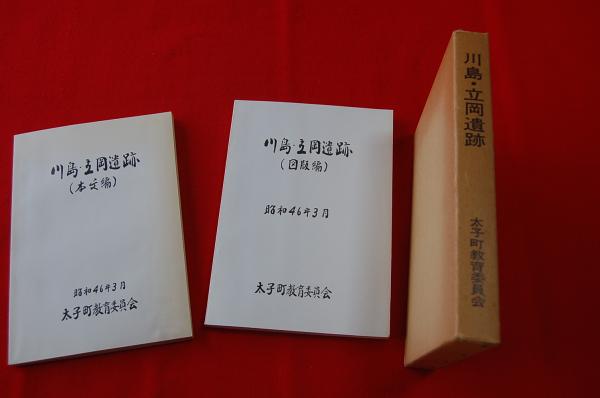 川島・立岡遺跡
(本文編)
昭和46年3月
太子町教育委員会
川島・立岡遺跡
(図版編)
昭和46年3月
太子町教育委員会
川島・立岡遺跡
太子町教育委員会